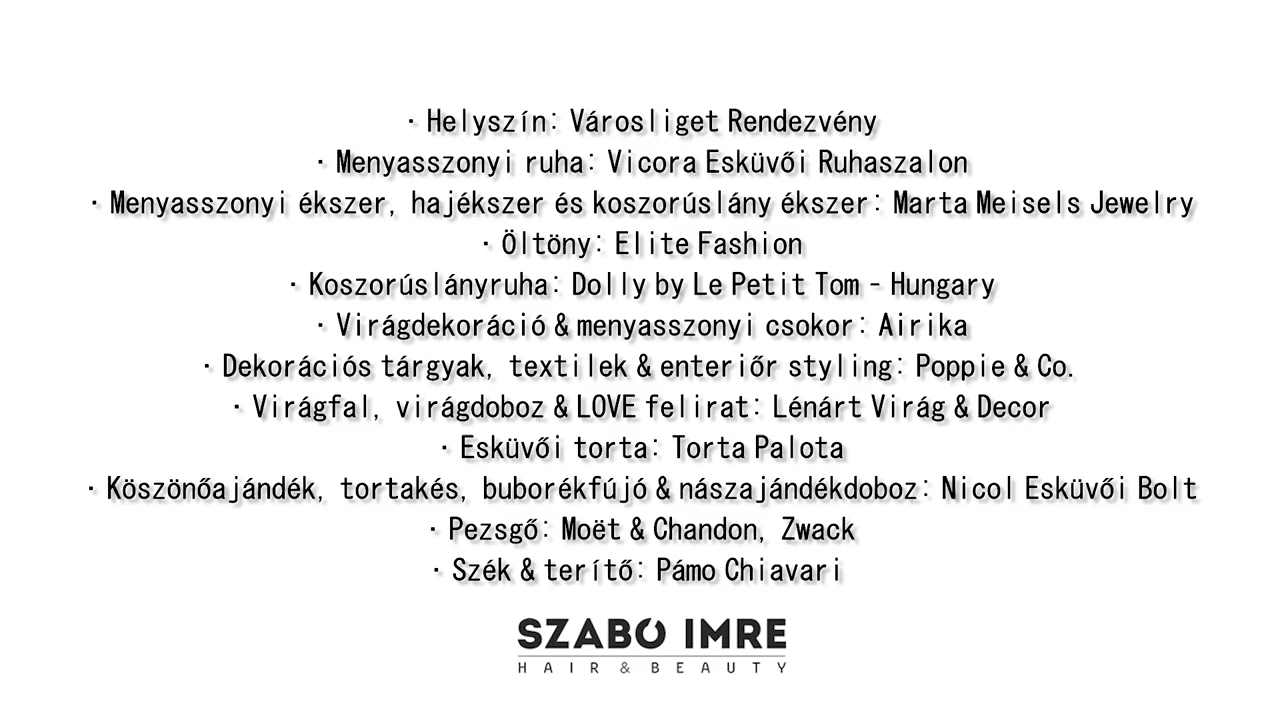 · Helyszín: Városliget Rendezvény
· Menyasszonyi ruha: Vicora Esküvői Ruhaszalon
· Menyasszonyi ékszer, hajékszer és koszorúslány ékszer: Marta Meisels Jewelry
· Öltöny: Elite Fashion
· Koszorúslányruha: Dolly by Le Petit Tom - Hungary
· Virágdekoráció & menyasszonyi csokor: Airika
· Dekorációs tárgyak, textilek & enteriőr styling: Poppie & Co.
· Virágfal, virágdoboz & LOVE felirat: Lénárt Virág & Decor
· Esküvői torta: Torta Palota
· Köszönőajándék, tortakés, buborékfújó & nászajándékdoboz: Nicol Esküvői Bolt
· Pezsgő: Moët & Chandon, Zwack
· Szék & terítő: Pámo Chiavari
SZABÓ IMRE
HAIR & BEAUTY